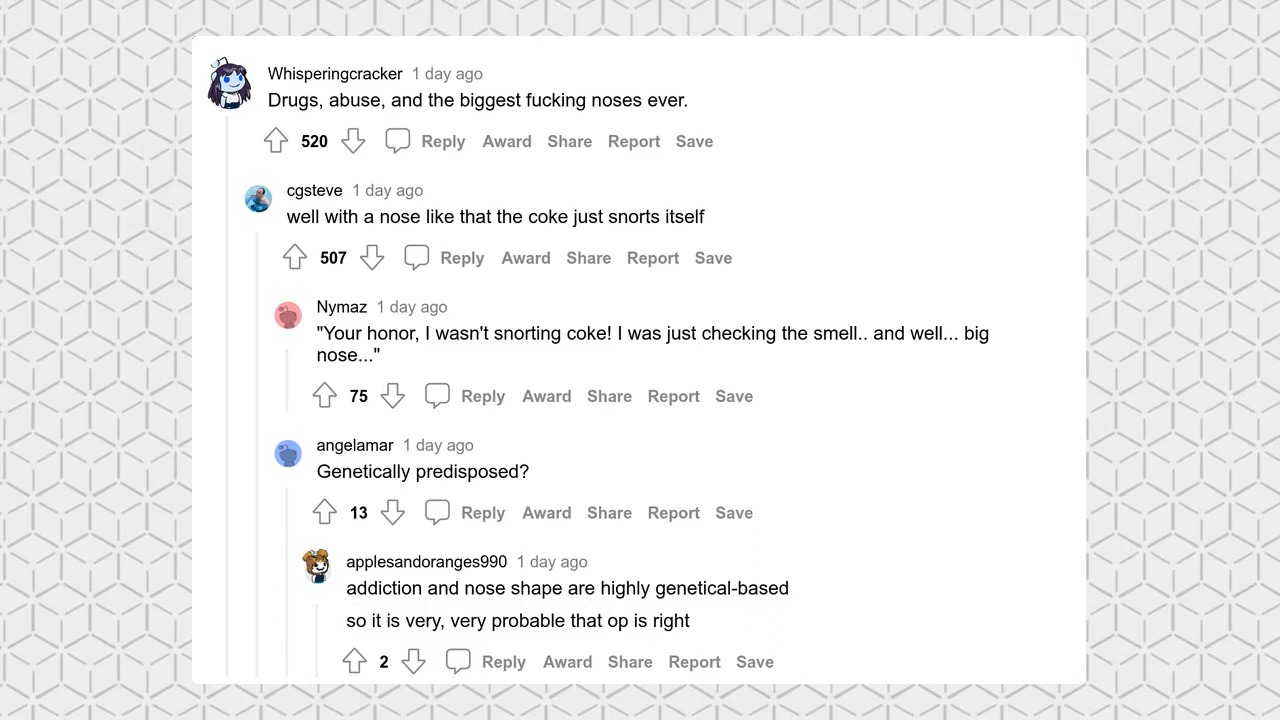 Whisperingcracker 1 day ago
Drugs, abuse, and the biggest fucking noses ever.
520 Reply Award Share Report Save
cgsteve 1 day ago
well with a nose like that the coke just snorts itself
507 Reply Award Share Report Save
Nymaz 1 day ago
"Your honor, I wasn't snorting coke! I was just checking the smell.. and well... big
nose..."
75 Reply Award Share Report Save
angelamar 1 day ago
Genetically predisposed?
13 Reply Award Share Report Save
applesandoranges990 1 day ago
addiction and nose shape are highly genetical-based
so it is very, very probable that op is right
2 Reply Award Share Report Save